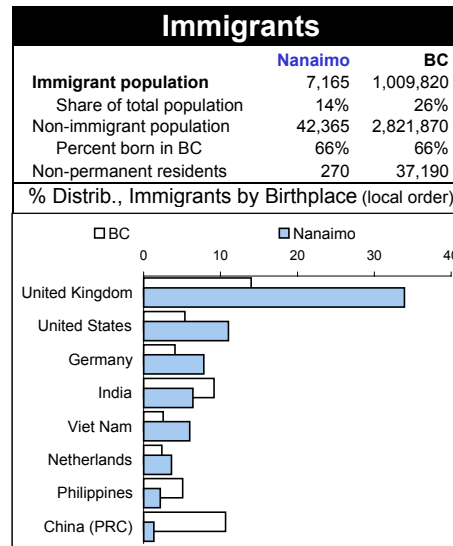 Immigrants
Nanaimo BC
Immigrant population 7,165 1,009,820
Share of total population 14% 26%
Non-immigrant population 42,365 2,821,870
Percent born in BC 66% 66%
Non-permanent residents 270 37,190
% Distrib., Immigrants by Birthplace (local order)
BC Nanaimo
0 10 20 30 40
United Kingdom
United States
Germany
India
Viet Nam
Netherlands
Philippines
China (PRC)